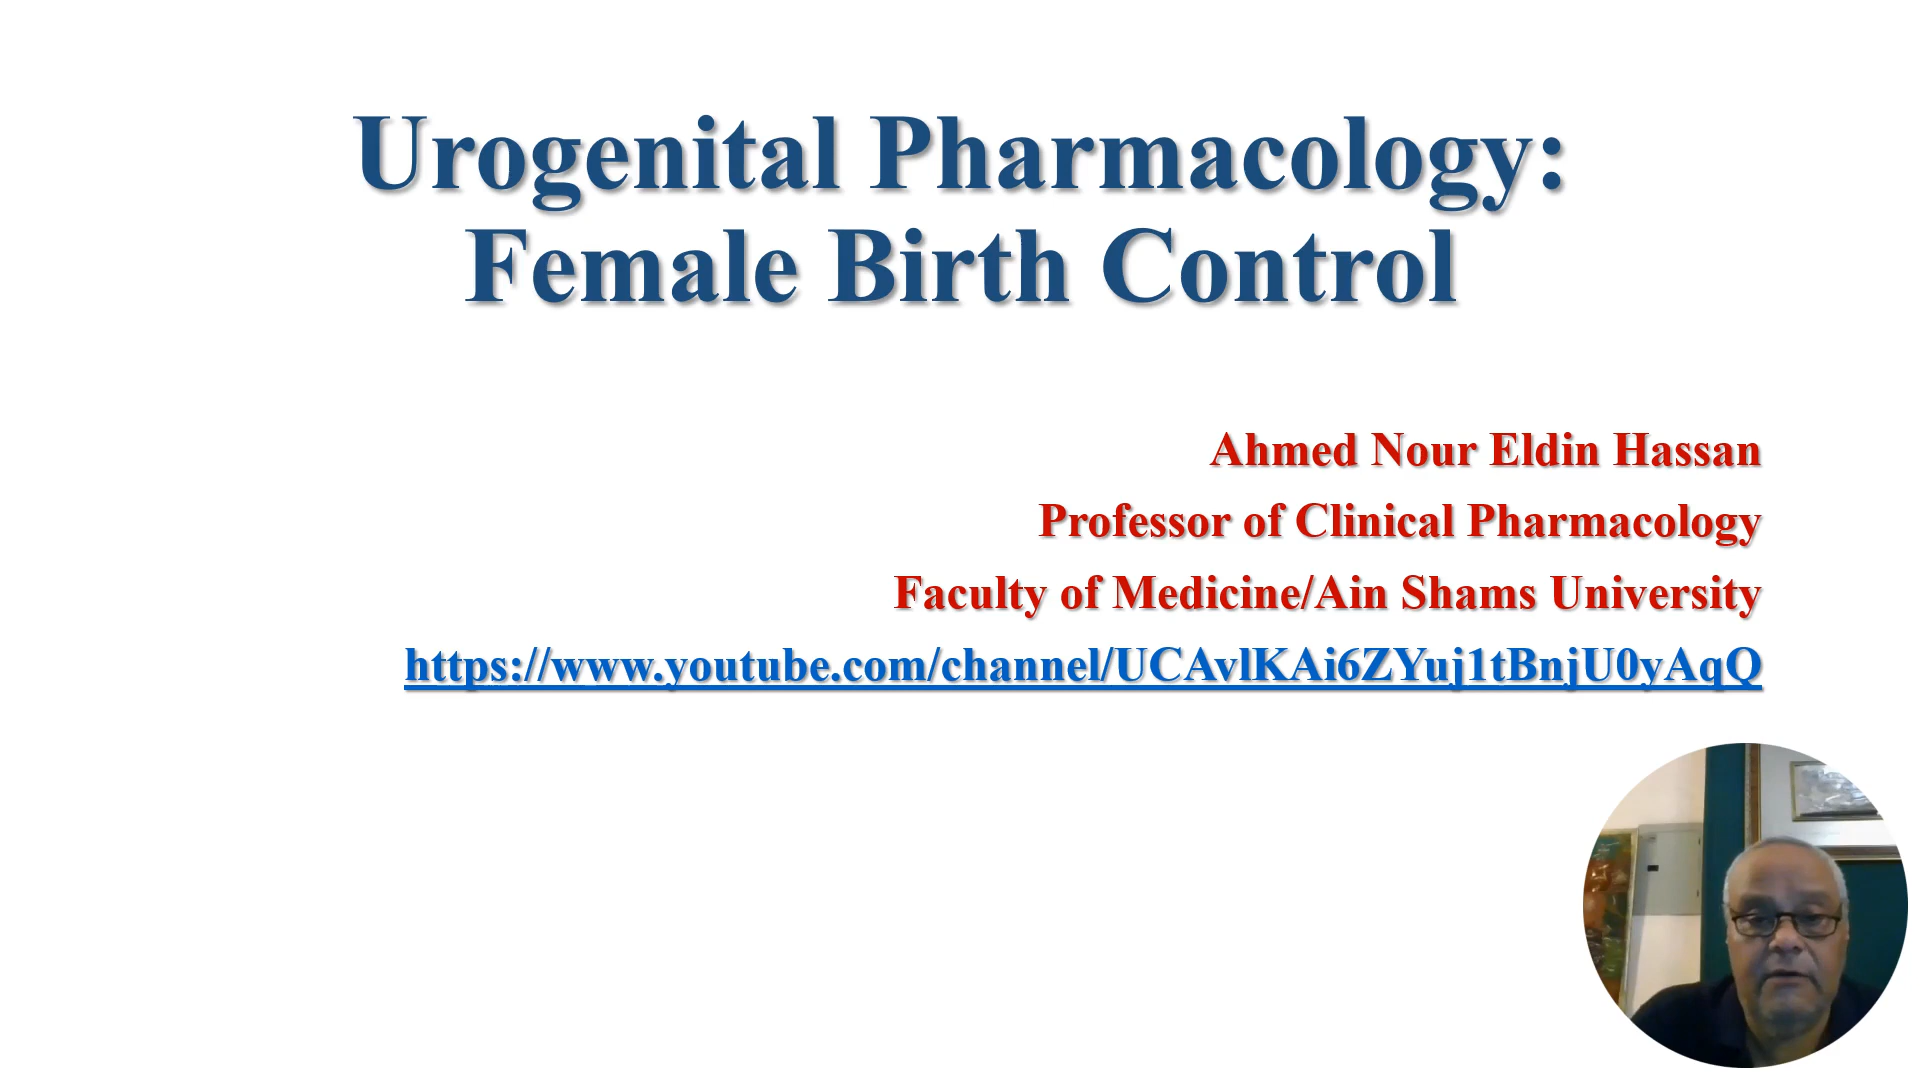 Urogenital Pharmacology:
Female Birth Control
Ahmed Nour Eldin Hassan
Professor of Clinical Pharmacology
Faculty of Medicine/Ain Shams University
https://www.youtube.com/channel/UCAvlKAi6ZYuj1tBnjU0yAqQ